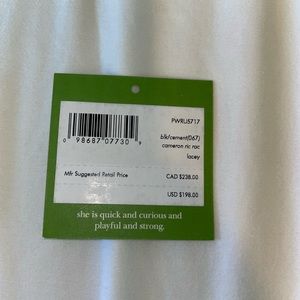 PWRU5717
0 98687 07730 9
blk/cement(067)
cameron ric rac
lacey
Mfr Suggested Retail Price CAD $238.00
USD $198.00
she is quick and curious and
playful and strong.